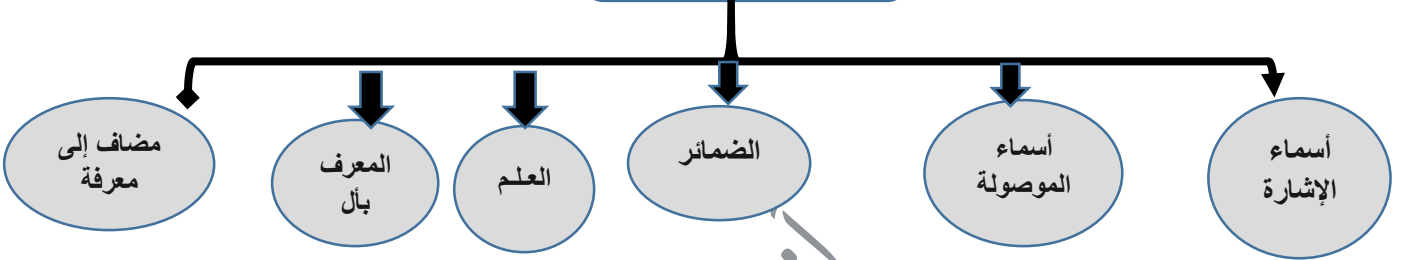 أسماء
الإشارة
أسماء
الموصولة
الضمائر
العلم
المعرف
بأل
مضاف إلى
معرفة